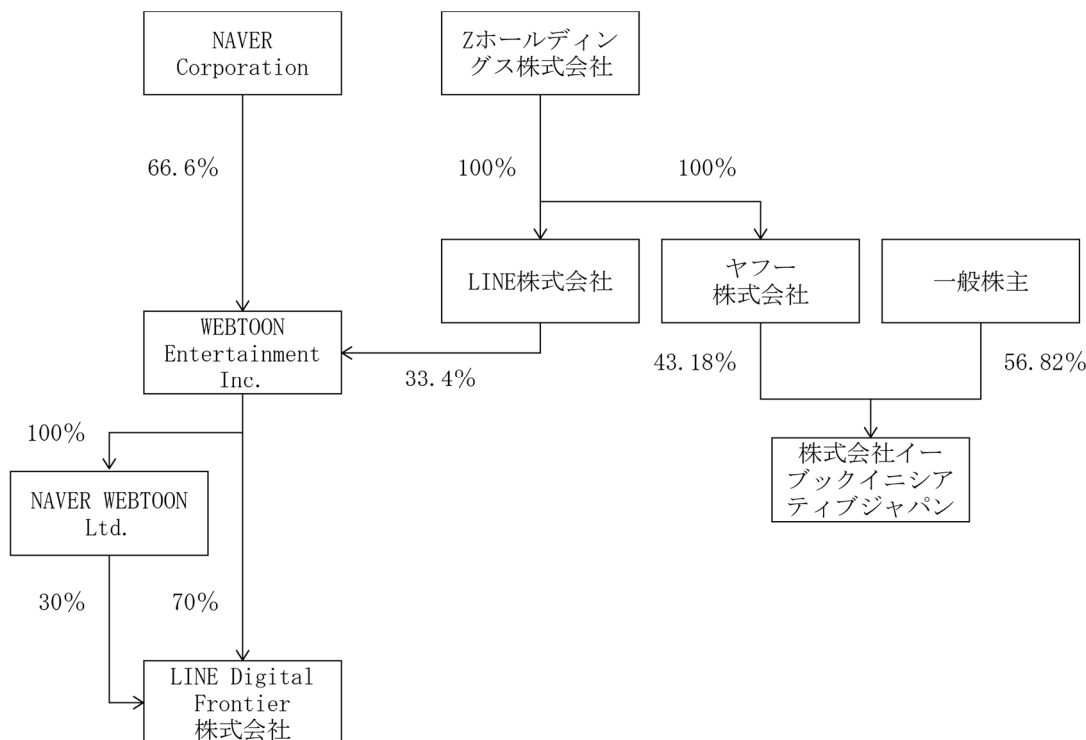 NAVER
Corporation
Zホールディン
グス株式会社
66.6%
100%
100%
LINE株式会社
ヤフー
株式会社
一般株主
WEBTOON
Entertainment
Inc.
33.4%
43.18%
56.82%
100%
株式会社イー
ブックイニシア
ティブジャパン
NAVER WEBTOON
Ltd.
30%
70%
LINE Digital
Frontier
株式会社